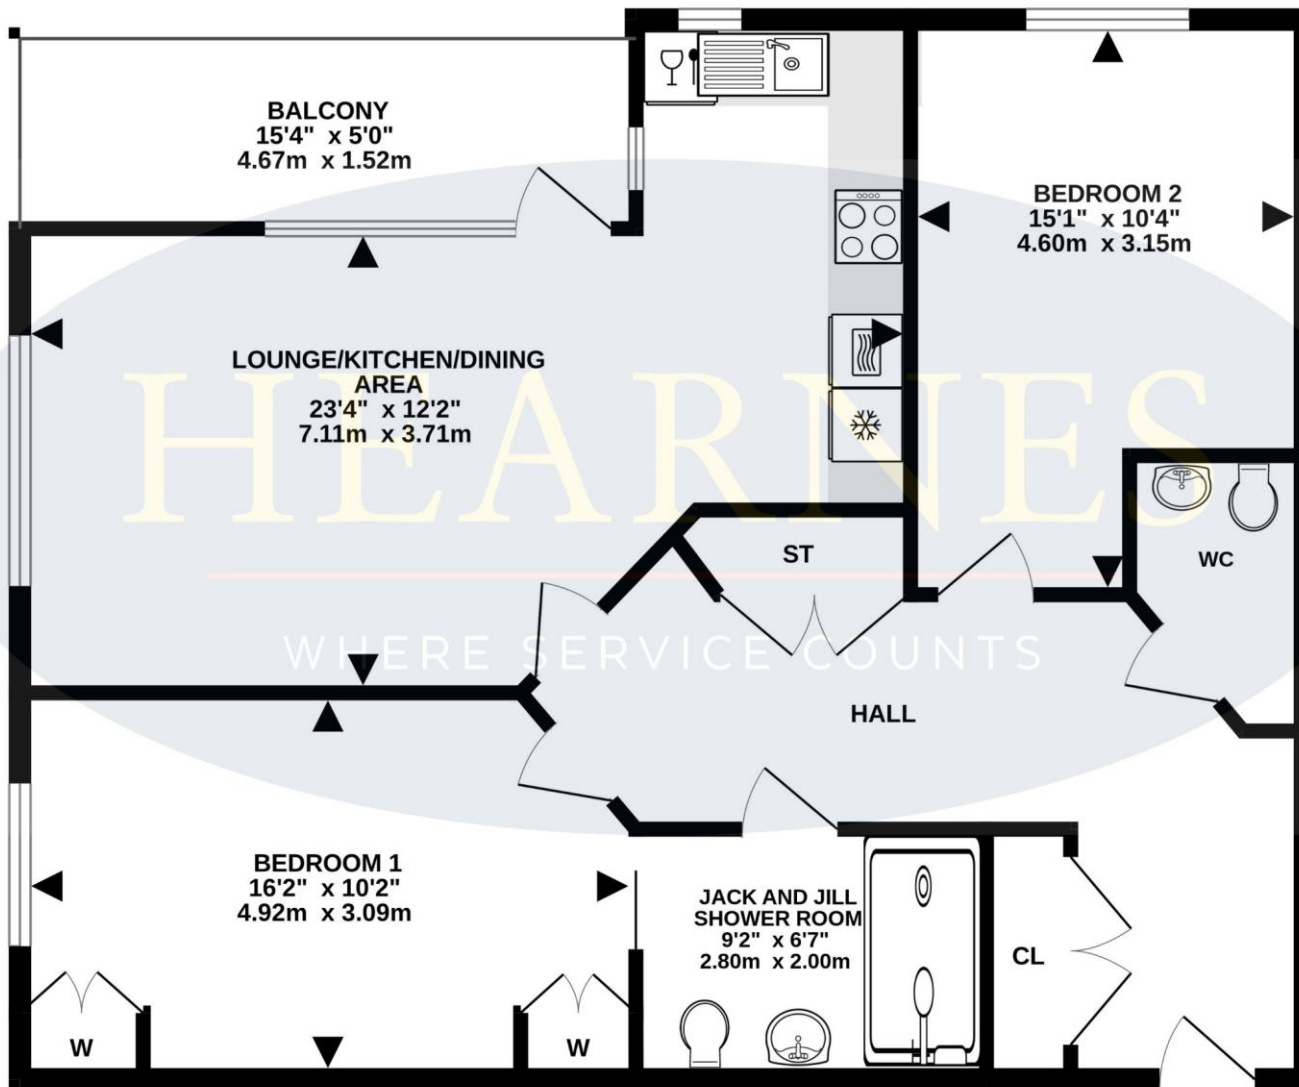 BALCONY
15'4" x 5'0"
4.67m x 1.52m
BEDROOM 2
15'1" x 10'4"
4.60m x 3.15m
LOUNGE/KITCHEN/DINING
AREA
23'4" x 12'2"
7.11m x 3.71m
HEARNES
WHERE SERVICE COUNTS
ST
WC
HALL
BEDROOM 1
16'2" x 10'2"
4.92m x 3.09m
JACK AND JILL
SHOWER ROOM
9'2" x 6'7"
2.80m x 2.00m
CL
W
W